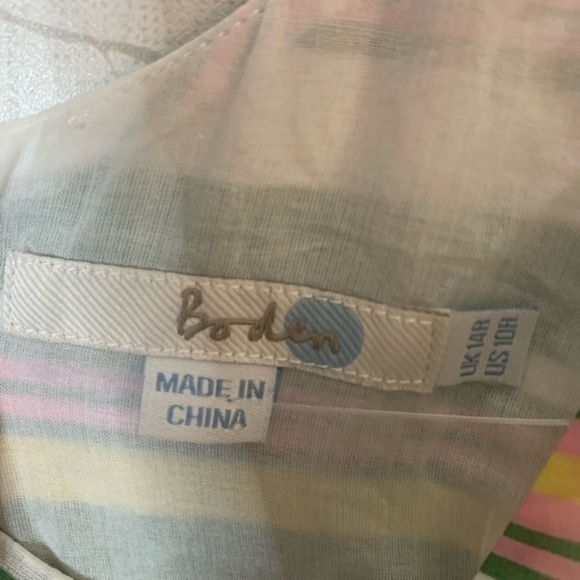 Boden
MADE IN
CHINA
UK 14R
US 10R